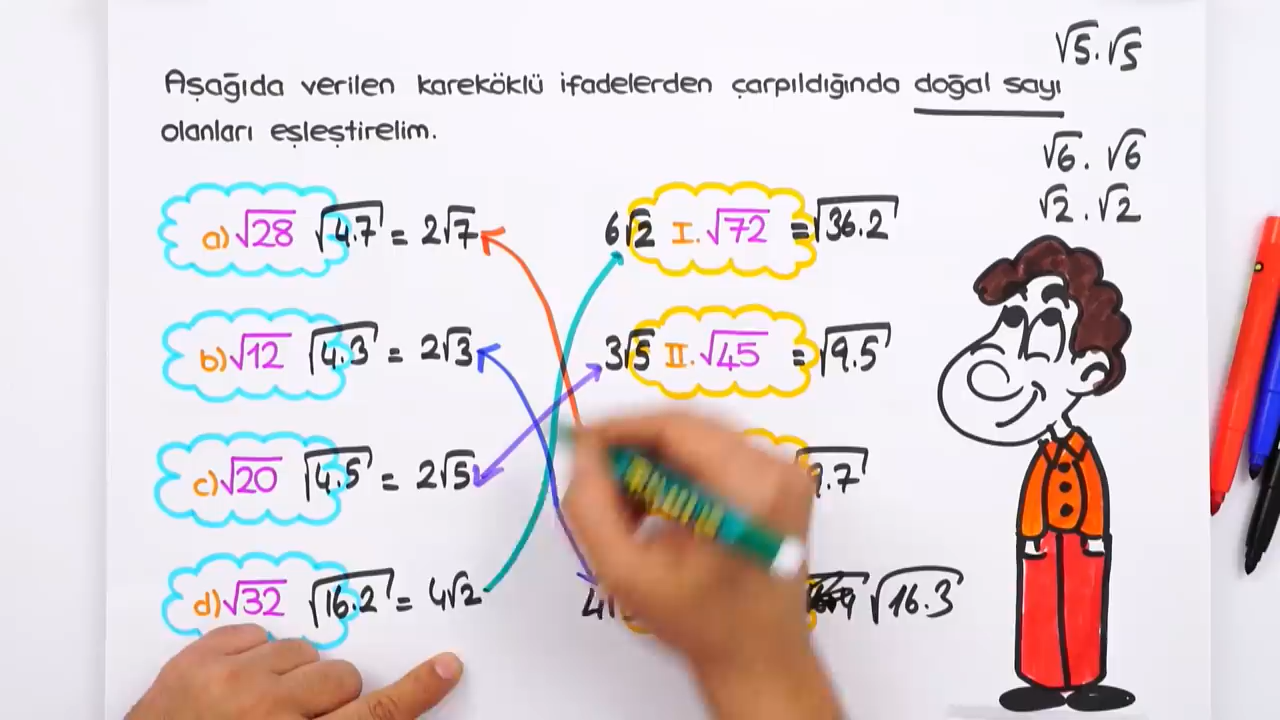 √5.√5
Aşağıda verilen kareköklü ifadelerden çarpıldığında doğal sayı
olanları eşleştirelim.
√6. √6
√2.√2
a) √28 √4.7 = 2√7
6√2 I. √72 = √36.2
b) √12 √4.3 = 2√3
3√5 II. √45 = √9.5
c) √20 √4.5 = 2√5
9.7
d) √32 √16.2 = 4√2
√16.3